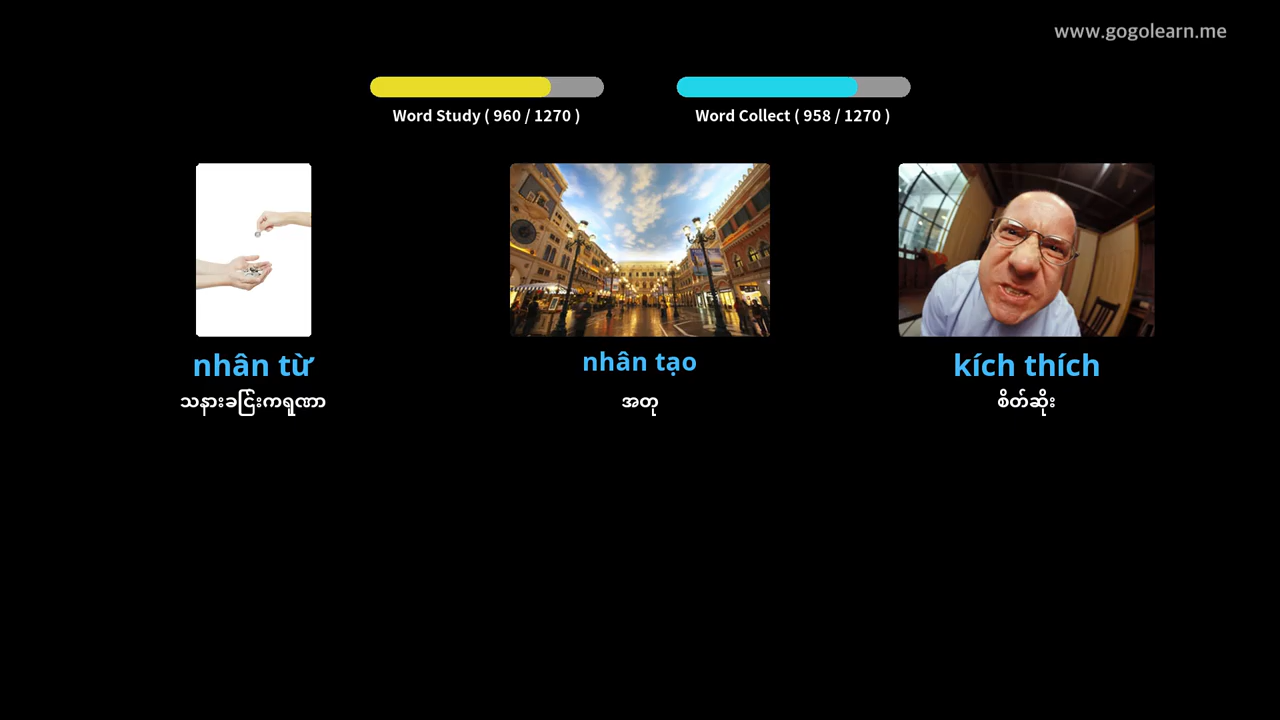 www.gogolearn.me
Word Study ( 960 / 1270 )
Word Collect ( 958 / 1270 )
nhân từ
nhân tạo
kích thích
သနားခြင်းကရုဏာ
အတု
စိတ်ဆိုး